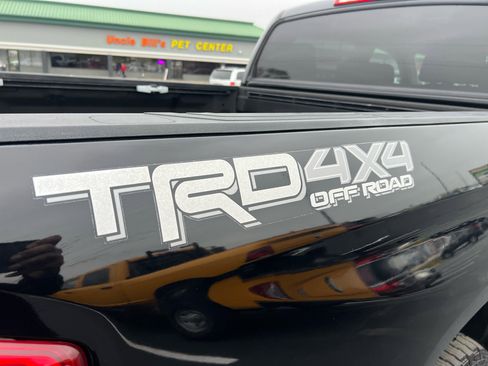 Uncle Bill's PET CENTER
TRD 4X4
OFF ROAD